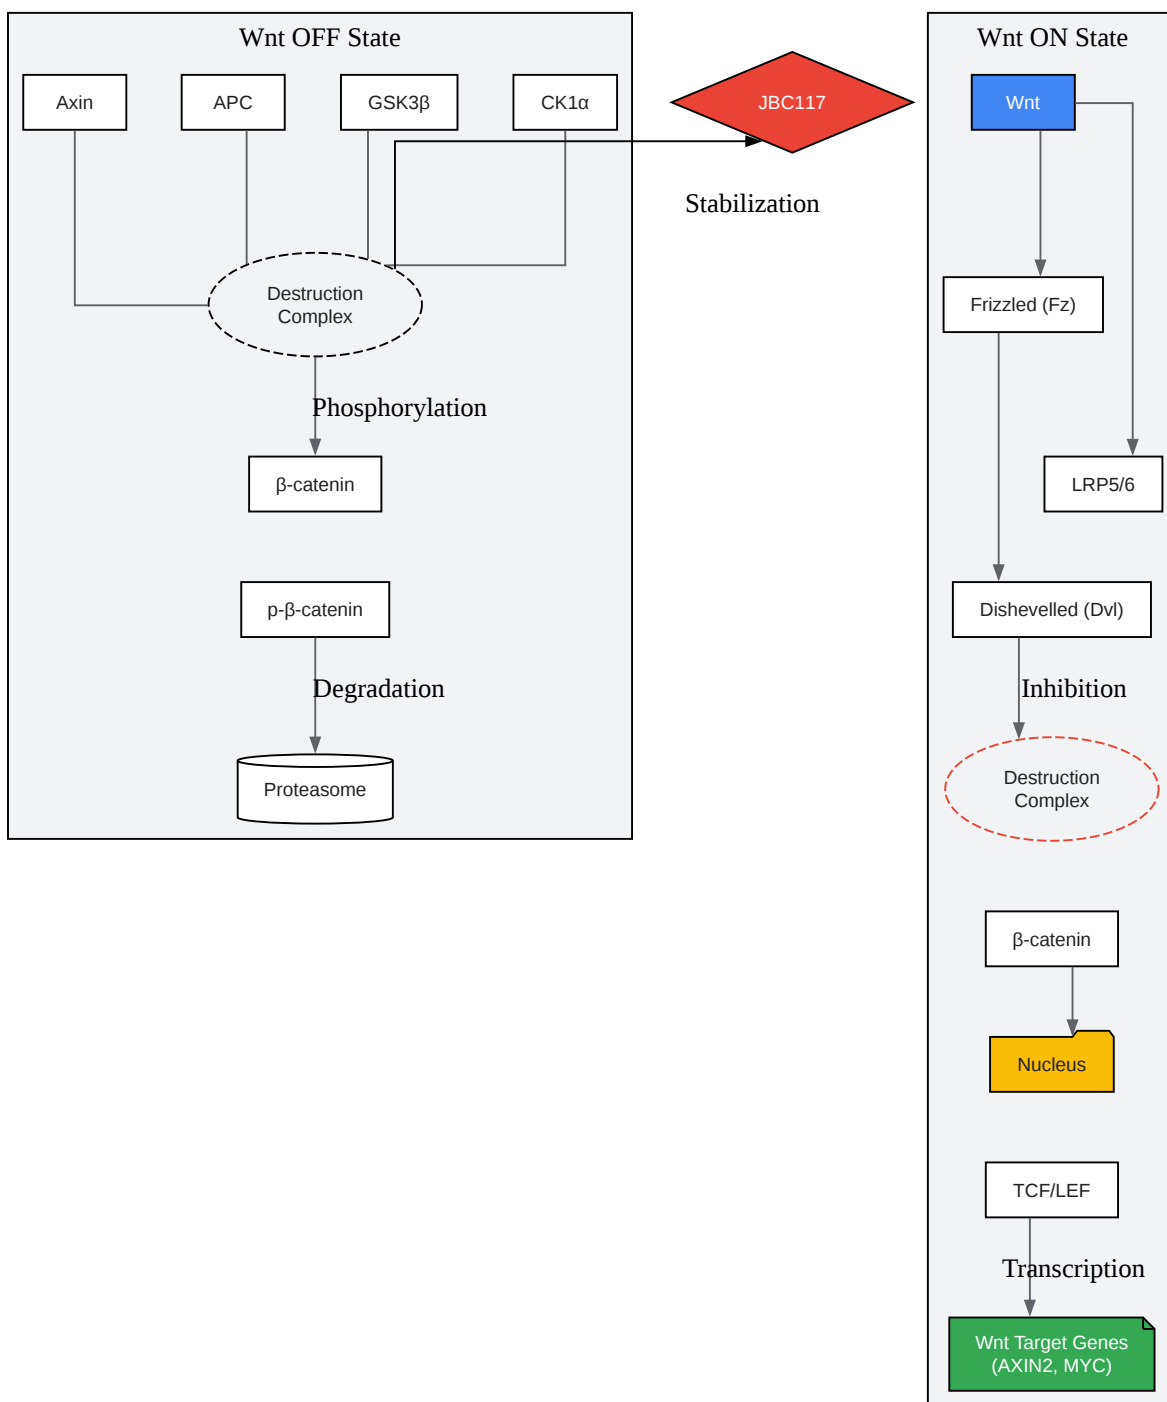 Wnt OFF State
Axin
APC
GSK3β
CK1α
Destruction
Complex
Phosphorylation
β-catenin
p-β-catenin
Degradation
Proteasome
JBC117
Stabilization
Wnt ON State
Wnt
Frizzled (Fz)
LRP5/6
Dishevelled (Dvl)
Inhibition
Destruction
Complex
β-catenin
Nucleus
TCF/LEF
Transcription
Wnt Target Genes
(AXIN2, MYC)